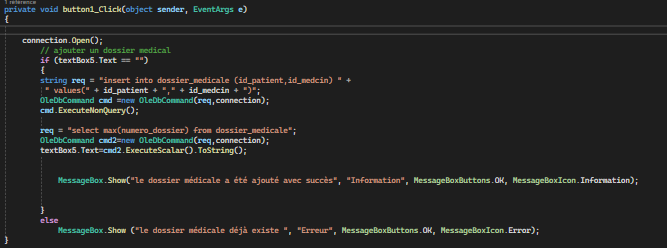 1 référence
private void button1_Click(object sender, EventArgs e)
{
connection.Open();
// ajouter un dossier medical
if (textBox5.Text == "")
{
string req = "insert into dossier_medicale (id_patient,id_medcin) " +
" values(" + id_patient + "," + id_medcin + ")";
OleDbCommand cmd =new OleDbCommand(req,connection);
cmd.ExecuteNonQuery();
req = "select max(numero_dossier) from dossier_medicale";
OleDbCommand cmd2=new OleDbCommand(req,connection);
textBox5.Text=cmd2.ExecuteScalar().ToString();
MessageBox.Show("le dossier médicale a été ajouté avec succès", "Information", MessageBoxButtons.OK, MessageBoxIcon.Information);
}
else
MessageBox.Show ("le dossier médicale déjà existe ", "Erreur", MessageBoxButtons.OK, MessageBoxIcon.Error);
}